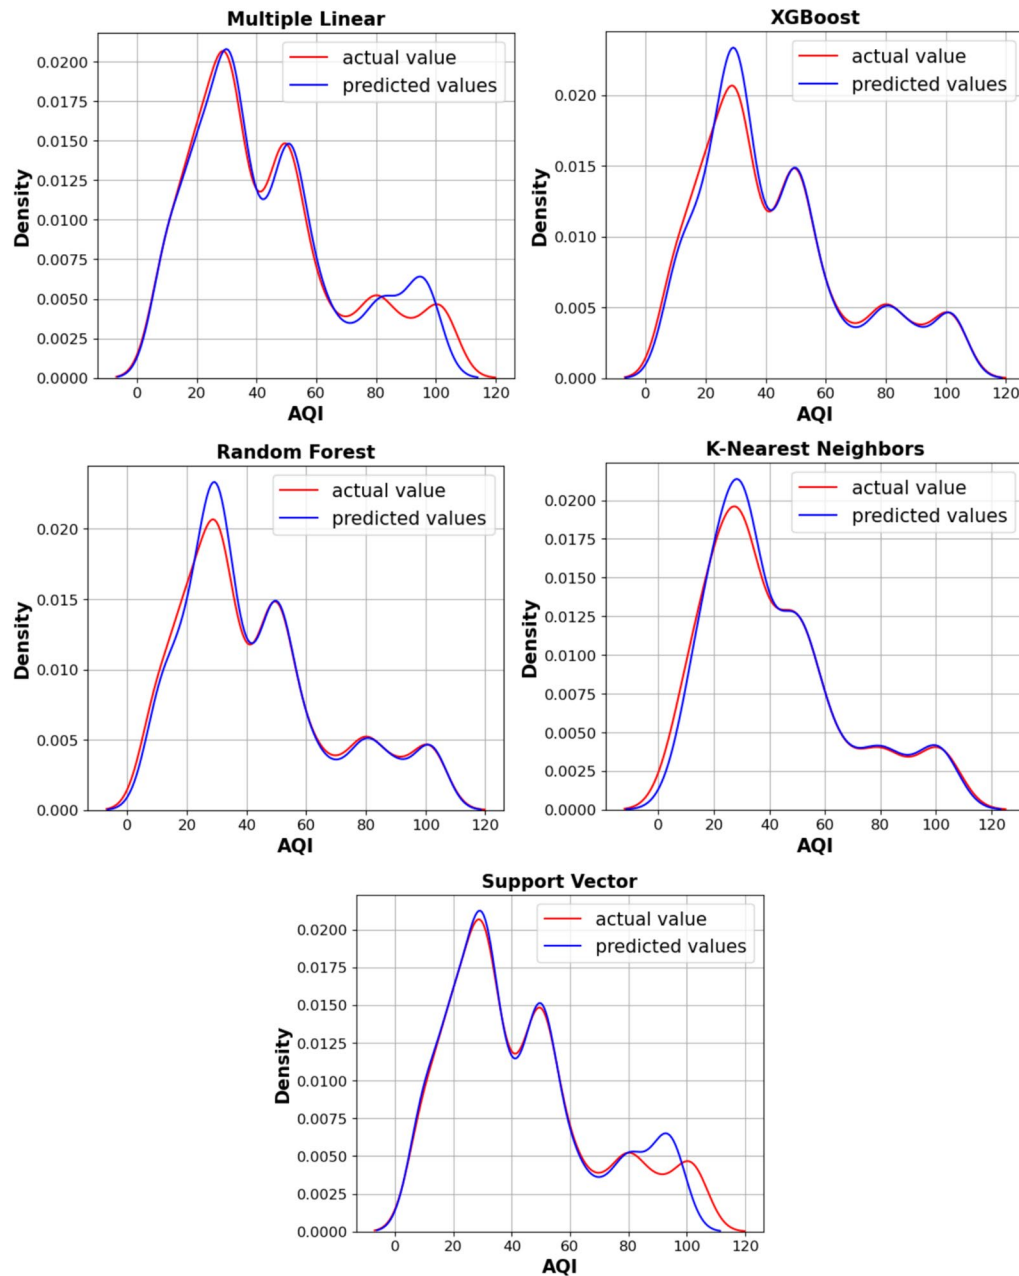 Multiple Linear
actual value
predicted values
0.0200
0.0175
0.0150
0.0125
0.0100
0.0075
0.0050
0.0025
0.0000
Density
0 20 40 60 80 100 120
AQI
XGBoost
actual value
predicted values
0.020
0.015
0.010
0.005
0.000
Density
0 20 40 60 80 100 120
AQI
Random Forest
actual value
predicted values
0.020
0.015
0.010
0.005
0.000
Density
0 20 40 60 80 100 120
AQI
K-Nearest Neighbors
actual value
predicted values
0.0200
0.0175
0.0150
0.0125
0.0100
0.0075
0.0050
0.0025
0.0000
Density
0 20 40 60 80 100 120
AQI
Support Vector
actual value
predicted values
0.0200
0.0175
0.0150
0.0125
0.0100
0.0075
0.0050
0.0025
0.0000
Density
0 20 40 60 80 100 120
AQI